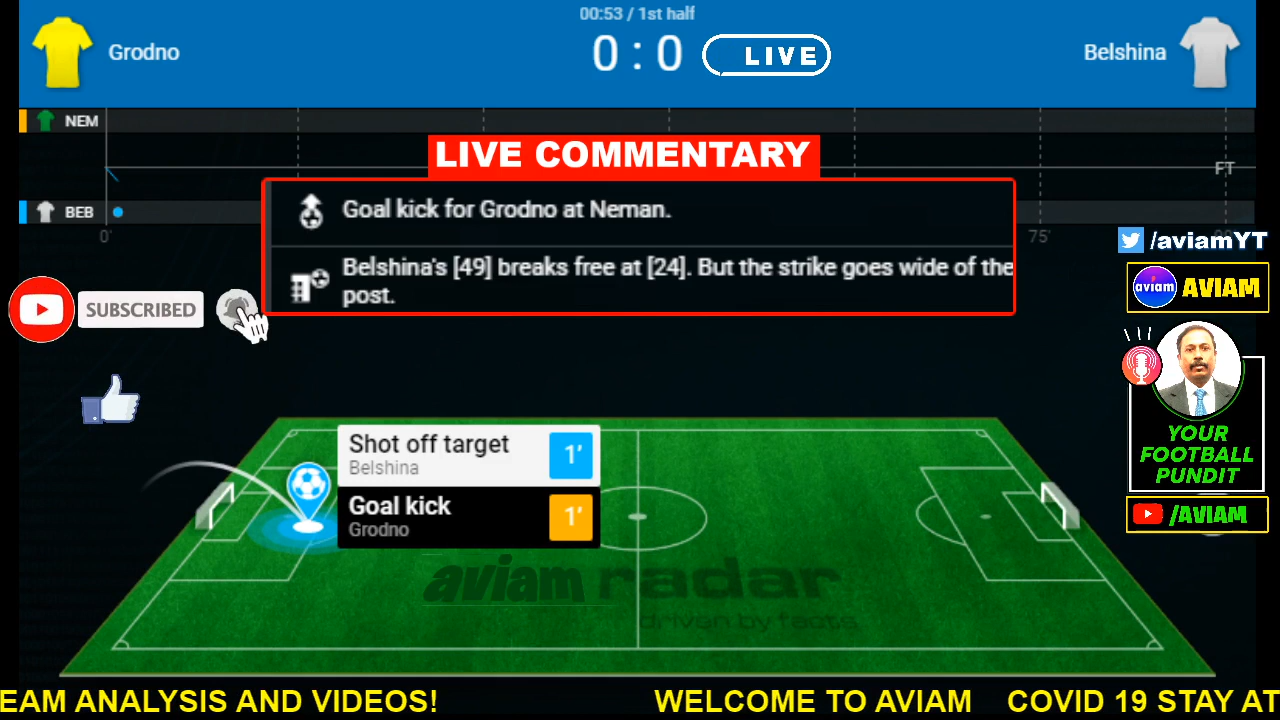 00:53 / 1st half
Grodno
0 : 0
LIVE
Belshina
NEM
LIVE COMMENTARY
FT
Goal kick for Grodno at Neman.
BEB
0'
75'
/aviamYT
Belshina's [49] breaks free at [24]. But the strike goes wide of the
post.
aviam AVIAM
SUBSCRIBED
YOUR
FOOTBALL
PUNDIT
Shot off target
Belshina
1'
Goal kick
Grodno
1'
/AVIAM
aviam radar
driven by facts
EAM ANALYSIS AND VIDEOS! WELCOME TO AVIAM COVID 19 STAY AT